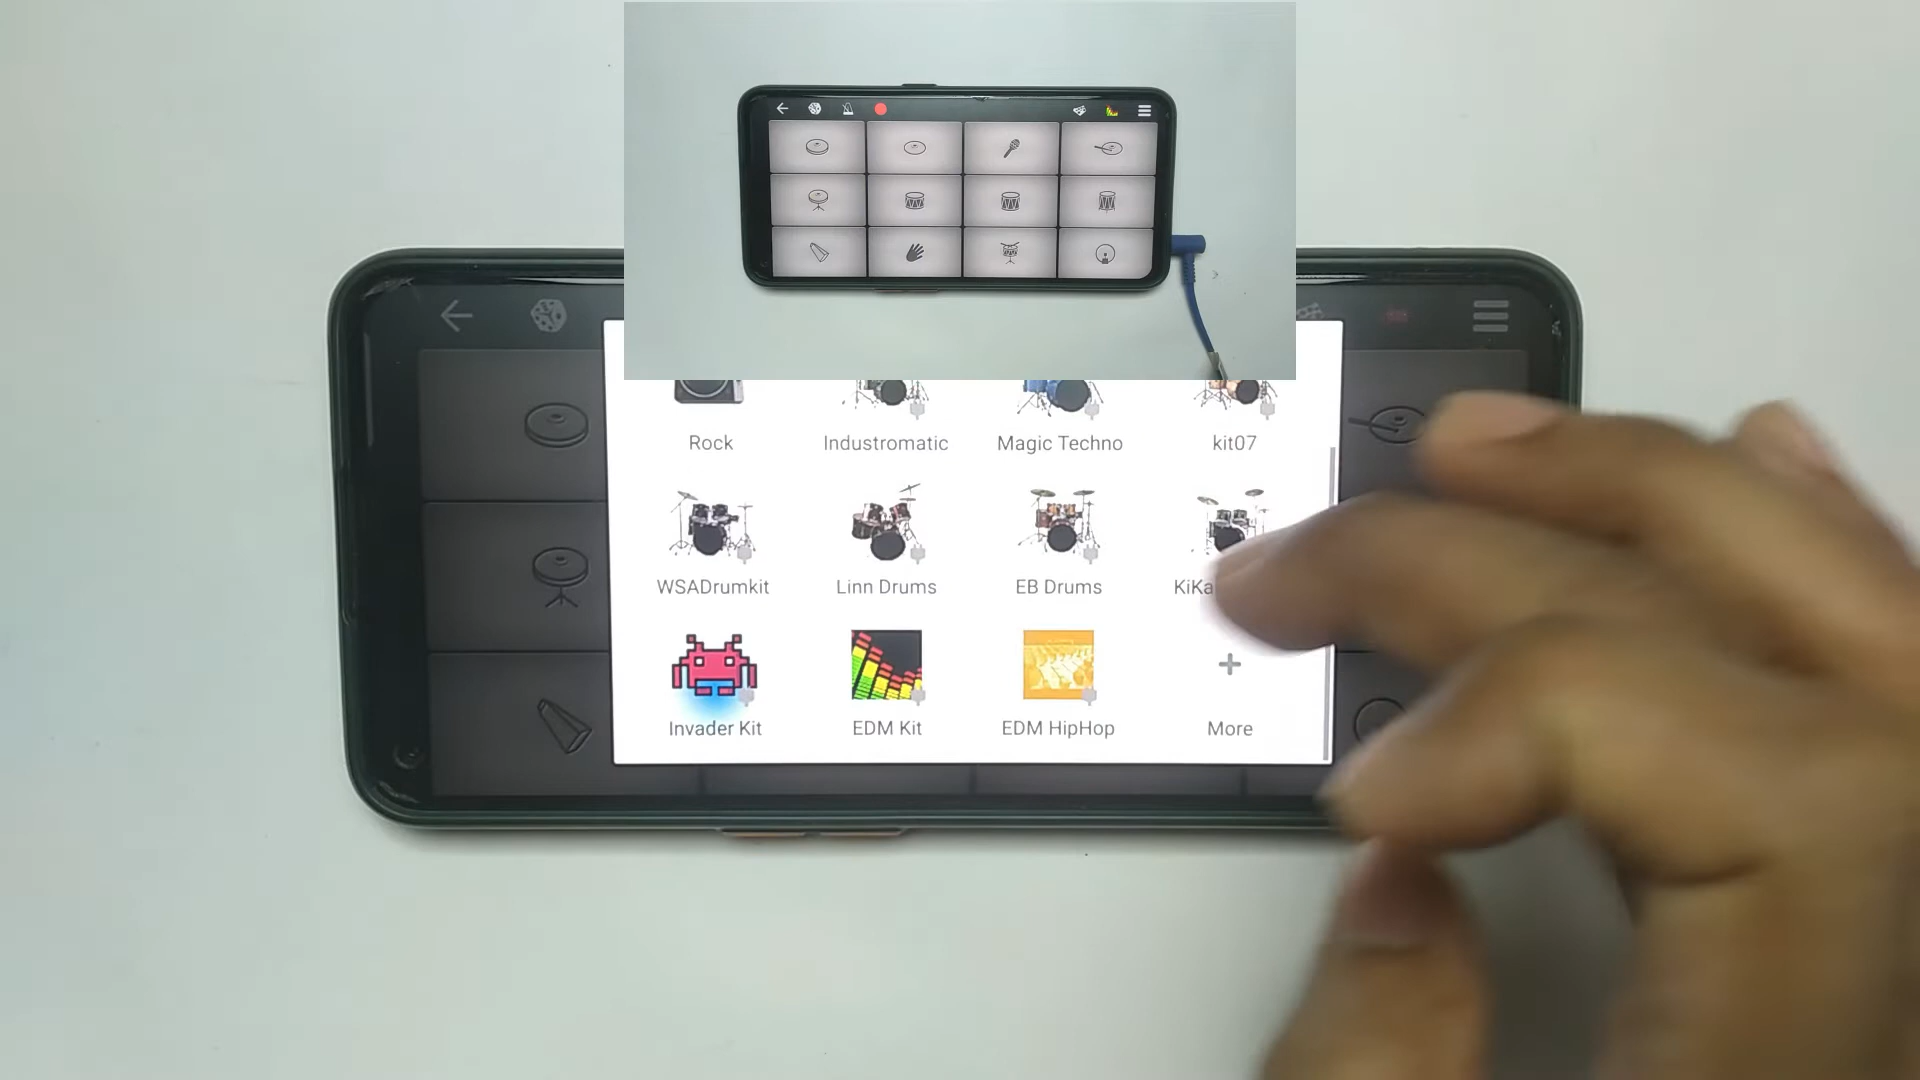 Rock Industromatic Magic Techno kit07
WSADrumkit Linn Drums EB Drums KiKa
Invader Kit EDM Kit EDM HipHop More